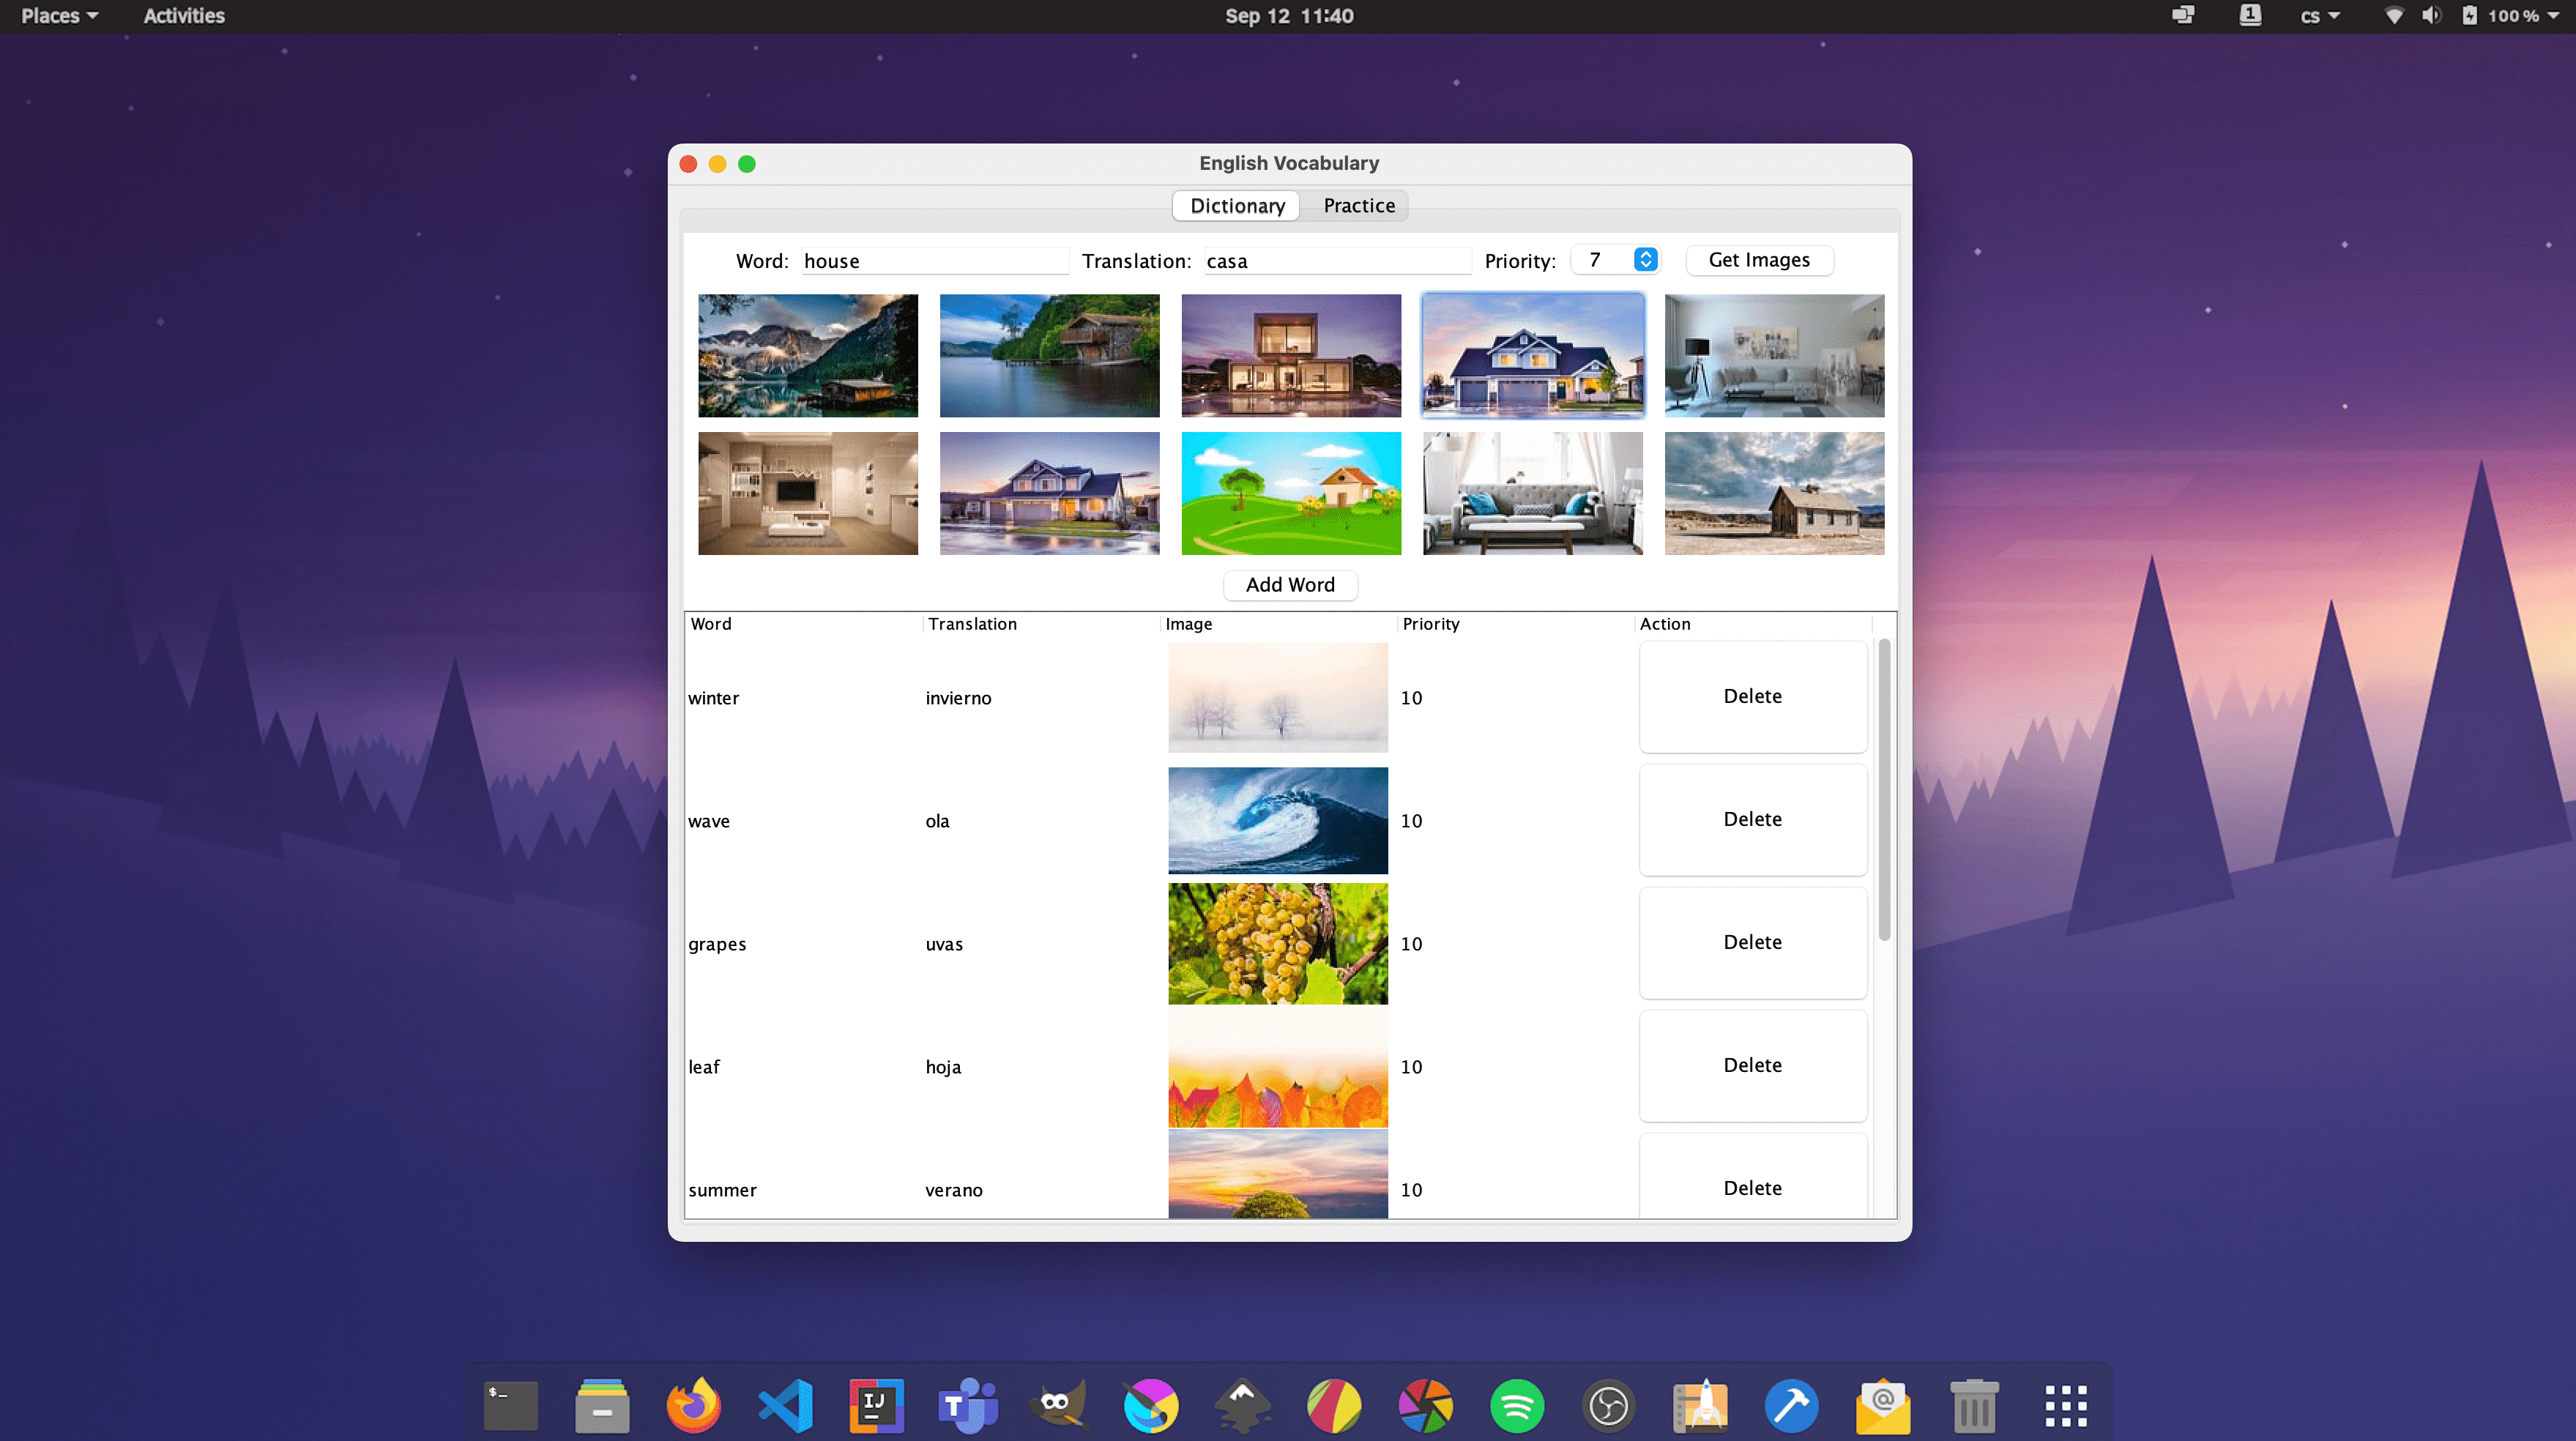 Places Activities Sep 12 11:40 1 cs 100 %
English Vocabulary
Dictionary Practice
Word: house Translation: casa Priority: 7 Get Images
Add Word
Word Translation Image Priority Action
winter invierno 10 Delete
wave ola 10 Delete
grapes uvas 10 Delete
leaf hoja 10 Delete
summer verano 10 Delete
$_ IJ T @